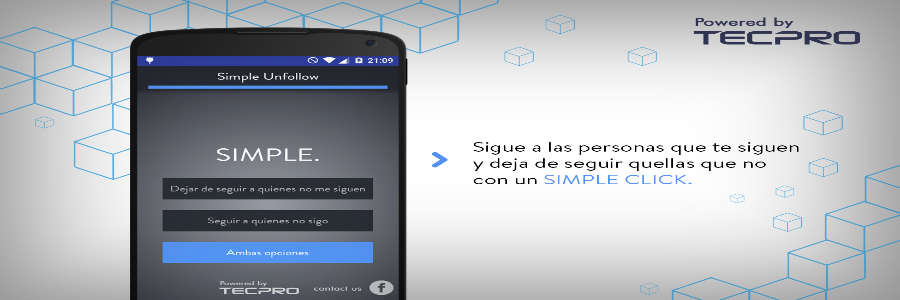 Powered by
TECPRO
21:09
Simple Unfollow
SIMPLE.
Dejar de seguir a quienes no me siguen
Seguir a quienes no sigo
Ambas opciones
Powered by
TECPRO
contact us
f
Sigue a las personas que te siguen
y deja de seguir quellas que no
con un SIMPLE CLICK.